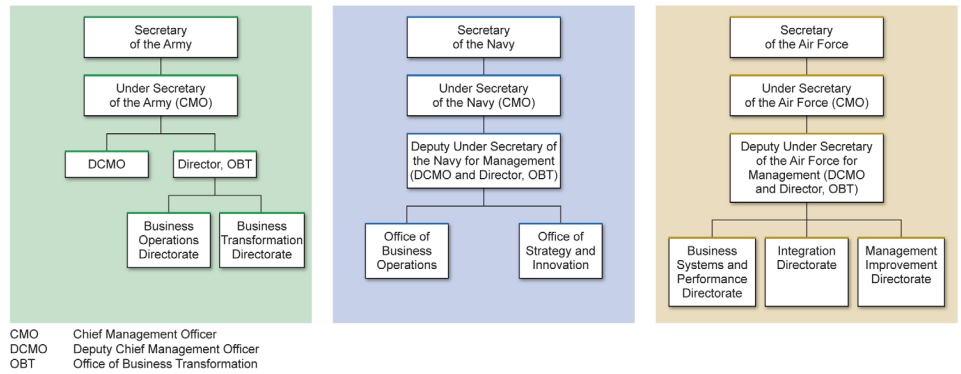 Secretary
of the Army
Under Secretary
of the Army (CMO)
DCMO
Director, OBT
Business
Operations
Directorate
Business
Transformation
Directorate
Secretary
of the Navy
Under Secretary
of the Navy (CMO)
Deputy Under Secretary of
the Navy for Management
(DCMO and Director, OBT)
Office of
Business
Operations
Office of
Strategy and
Innovation
Secretary
of the Air Force
Under Secretary
of the Air Force (CMO)
Deputy Under Secretary
of the Air Force for
Management (DCMO
and Director, OBT)
Business
Systems and
Performance
Directorate
Integration
Directorate
Management
Improvement
Directorate
CMO Chief Management Officer
DCMO Deputy Chief Management Officer
OBT Office of Business Transformation